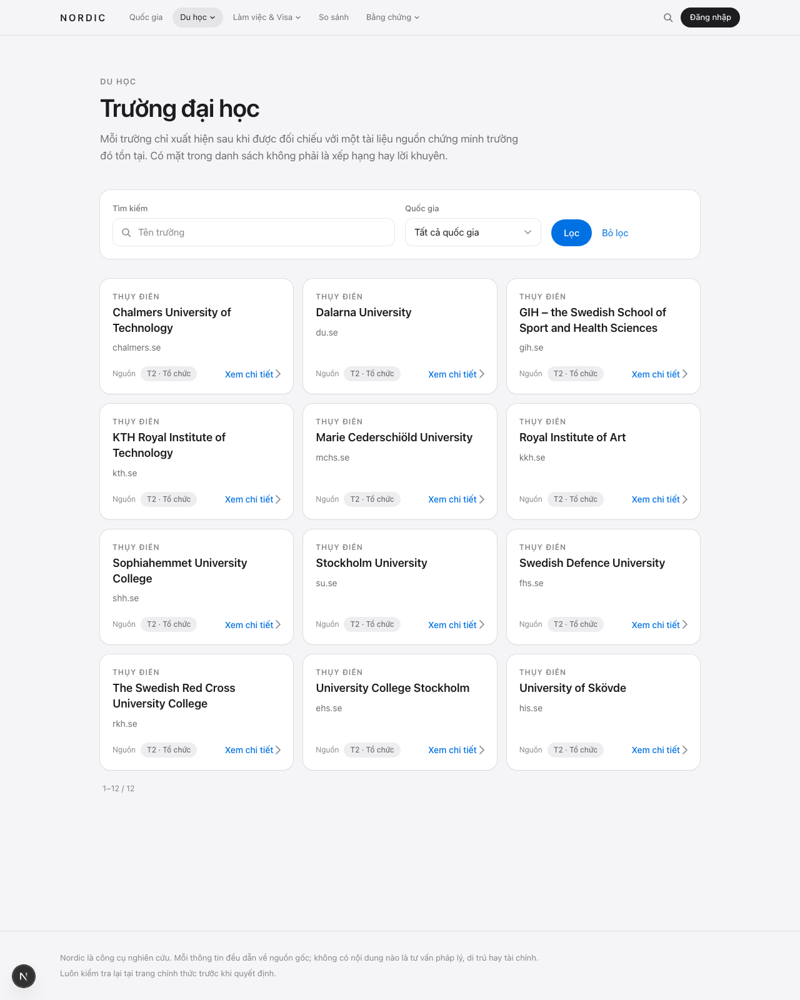 NORDIC
Quốc gia
Du học
Làm việc & Visa
So sánh
Bằng chứng
Đăng nhập
DU HỌC
Trường đại học
Mỗi trường chỉ xuất hiện sau khi được đối chiếu với một tài liệu nguồn chứng minh trường
đó tồn tại. Có mặt trong danh sách không phải là xếp hạng hay lời khuyên.
Tìm kiếm
Quốc gia
Tên trường
Tất cả quốc gia
Lọc
Bỏ lọc
THỤY ĐIỂN
Chalmers University of
Technology
chalmers.se
Nguồn
T2 · Tổ chức
Xem chi tiết
THỤY ĐIỂN
Dalarna University
du.se
Nguồn
T2 · Tổ chức
Xem chi tiết
THỤY ĐIỂN
GIH – the Swedish School of
Sport and Health Sciences
gih.se
Nguồn
T2 · Tổ chức
Xem chi tiết
THỤY ĐIỂN
KTH Royal Institute of
Technology
kth.se
Nguồn
T2 · Tổ chức
Xem chi tiết
THỤY ĐIỂN
Marie Cederschiöld University
mchs.se
Nguồn
T2 · Tổ chức
Xem chi tiết
THỤY ĐIỂN
Royal Institute of Art
kkh.se
Nguồn
T2 · Tổ chức
Xem chi tiết
THỤY ĐIỂN
Sophiahemmet University
College
shh.se
Nguồn
T2 · Tổ chức
Xem chi tiết
THỤY ĐIỂN
Stockholm University
su.se
Nguồn
T2 · Tổ chức
Xem chi tiết
THỤY ĐIỂN
Swedish Defence University
fhs.se
Nguồn
T2 · Tổ chức
Xem chi tiết
THỤY ĐIỂN
The Swedish Red Cross
University College
rkh.se
Nguồn
T2 · Tổ chức
Xem chi tiết
THỤY ĐIỂN
University College Stockholm
ehs.se
Nguồn
T2 · Tổ chức
Xem chi tiết
THỤY ĐIỂN
University of Skövde
his.se
Nguồn
T2 · Tổ chức
Xem chi tiết
1–12 / 12
Nordic là công cụ nghiên cứu. Mỗi thông tin đều dẫn về nguồn gốc; không có nội dung nào là tư vấn pháp lý, di trú hay tài chính.
Luôn kiểm tra lại tại trang chính thức trước khi quyết định.
N